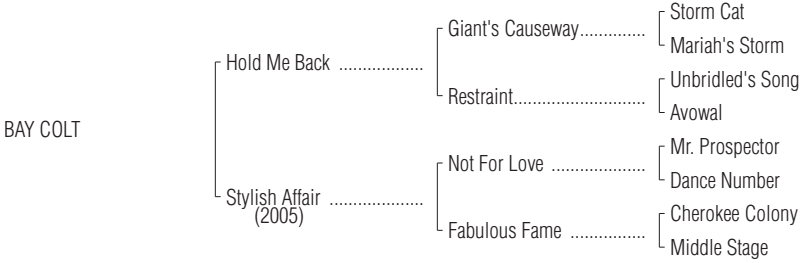 Storm Cat
Giant's Causeway..............
Mariah's Storm
Hold Me Back ..................
Unbridled's Song
Restraint............................
Avowal
BAY COLT
Mr. Prospector
Not For Love ....................
Dance Number
Stylish Affair ....................
(2005)
Cherokee Colony
Fabulous Fame ................
Middle Stage